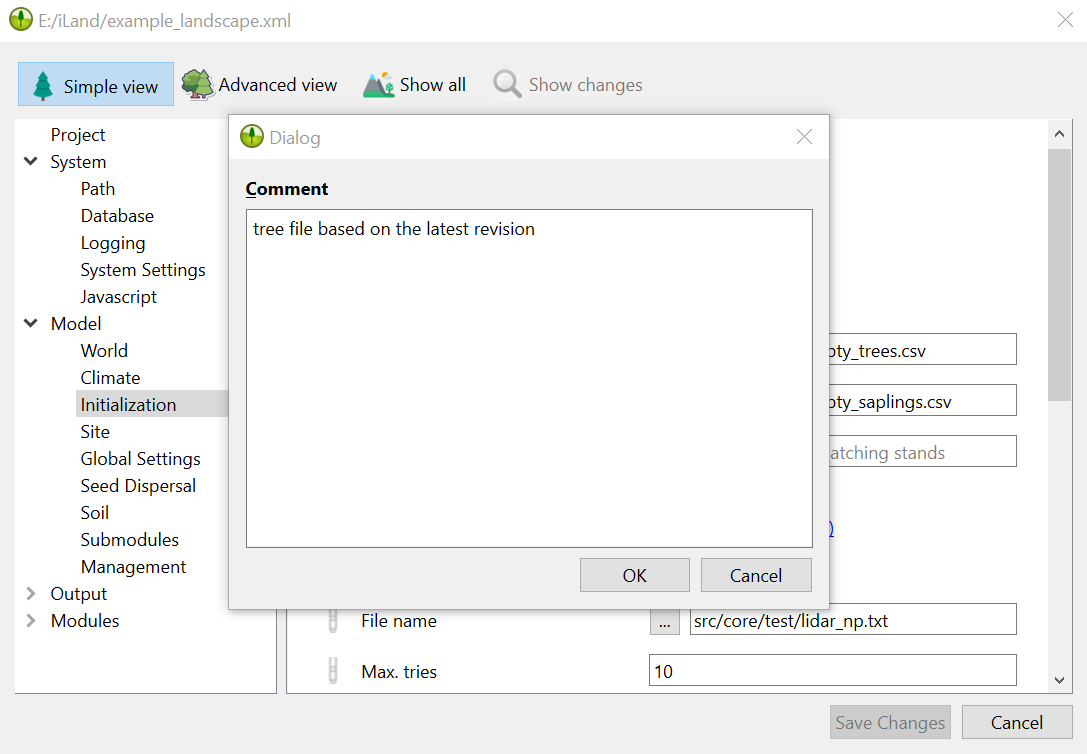 E:/iLand/example_landscape.xml
Simple view
Advanced view
Show all
Show changes
Project
System
Path
Database
Logging
System Settings
Javascript
Model
World
Climate
Initialization
Site
Global Settings
Seed Dispersal
Soil
Submodules
Management
Output
Modules
Dialog
Comment
tree file based on the latest revision
OK
Cancel
pty_trees.csv
pty_saplings.csv
atching stands
)
File name
...
src/core/test/lidar_np.txt
Max. tries
10
Save Changes
Cancel